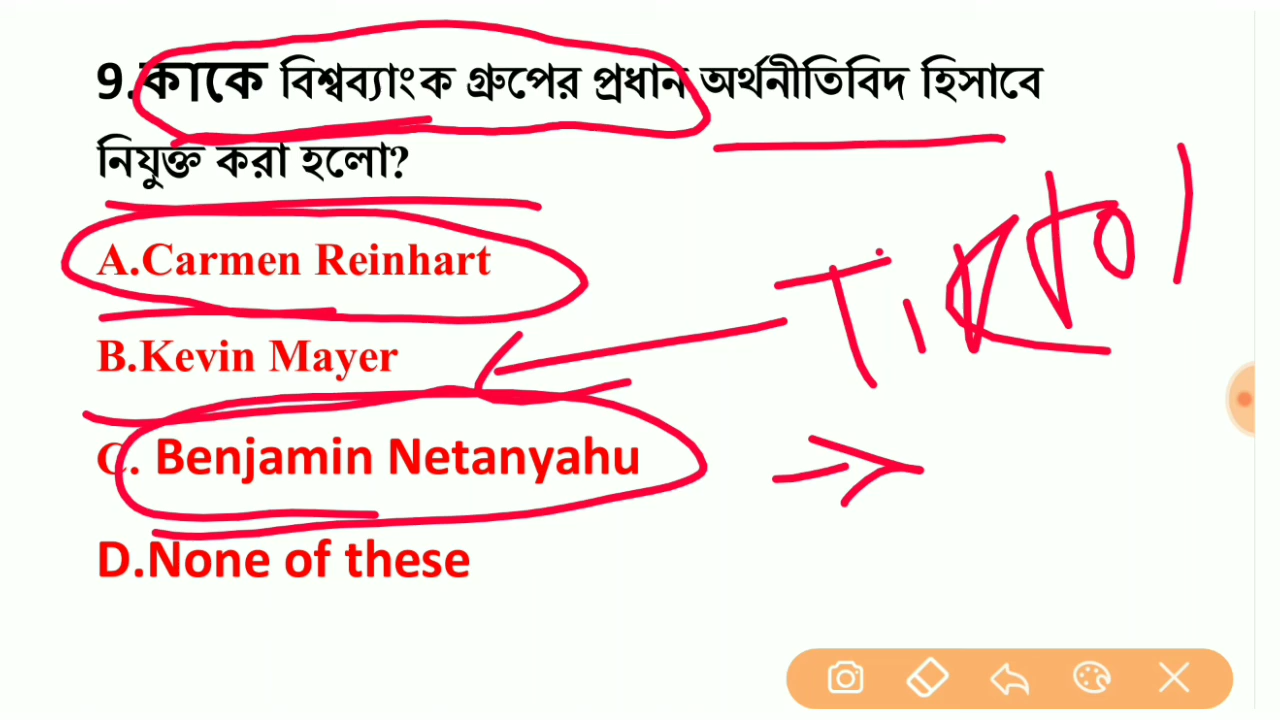 9.কাকে বিশ্বব্যাংক গ্রুপের প্রধান অর্থনীতিবিদ হিসাবে
নিযুক্ত করা হলো?
A.Carmen Reinhart
B.Kevin Mayer
C. Benjamin Netanyahu
D.None of these